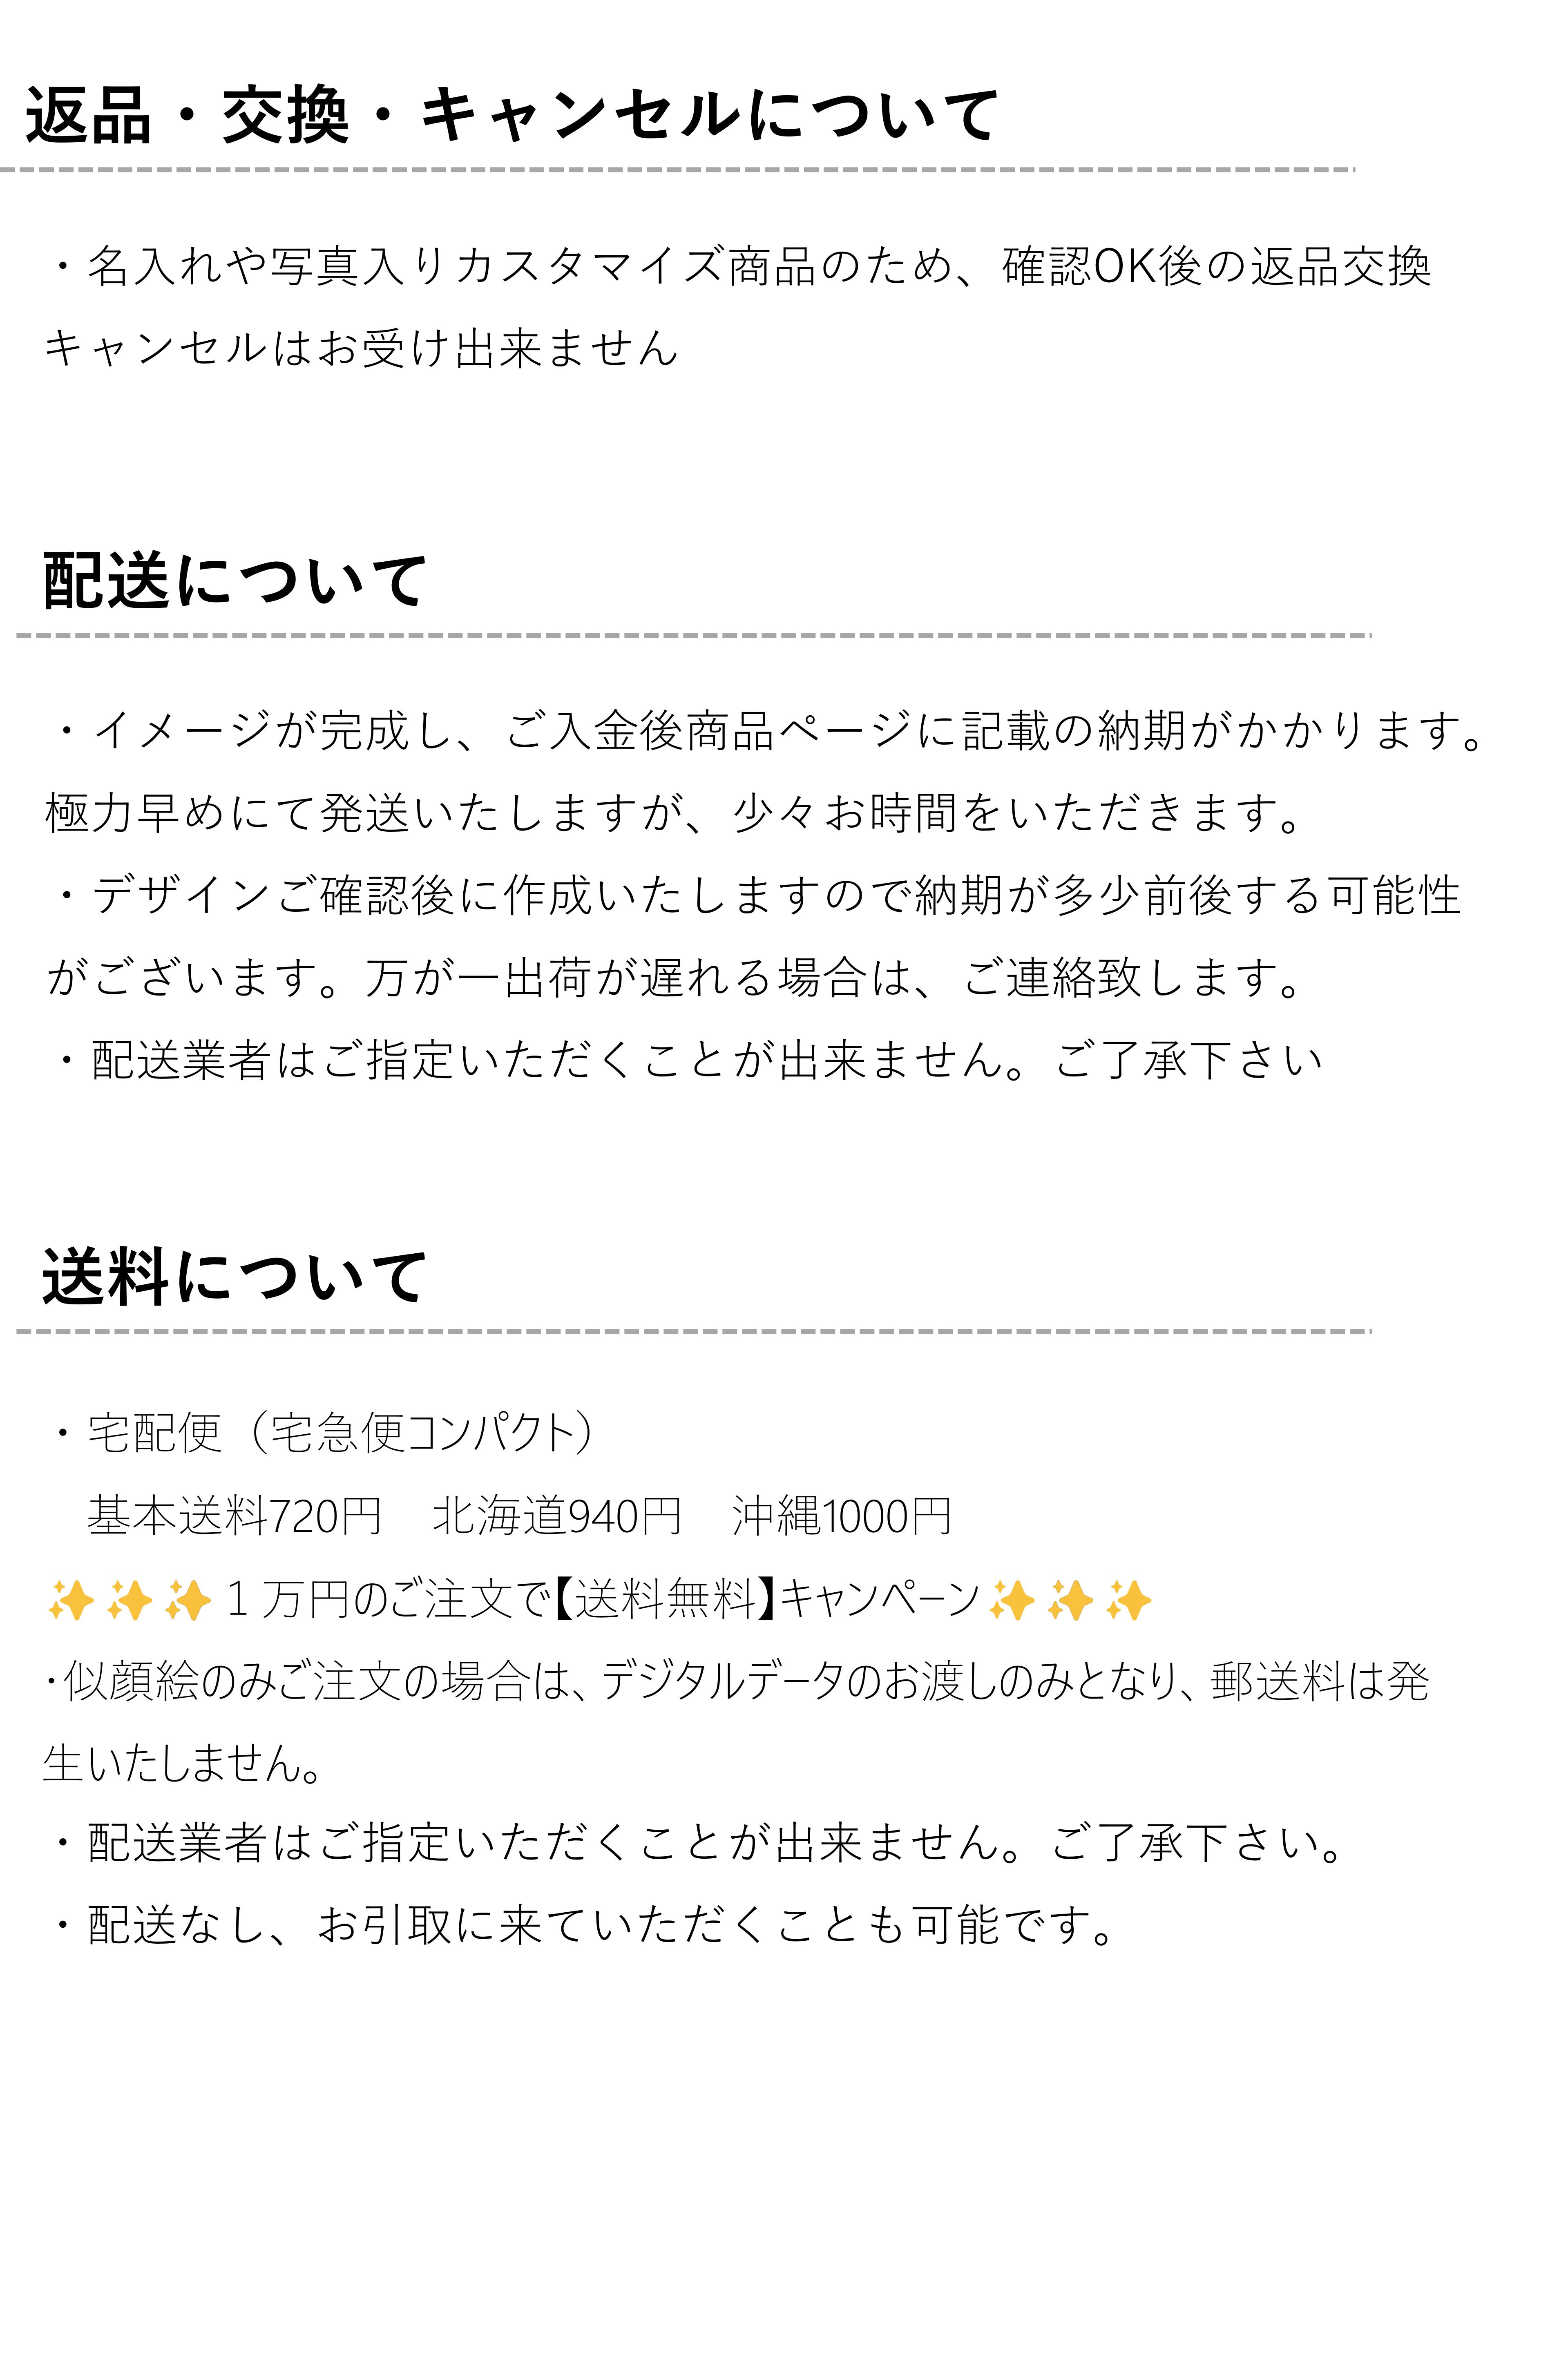 返品・交換・キャンセルについて
・名入れや写真入りカスタマイズ商品のため、確認OK後の返品交換
キャンセルはお受け出来ません
配送について
・イメージが完成し、ご入金後商品ページに記載の納期がかかります。
極力早めにて発送いたしますが、少々お時間をいただきます。
・デザインご確認後に作成いたしますので納期が多少前後する可能性
がございます。万が一出荷が遅れる場合は、ご連絡致します。
・配送業者はご指定いただくことが出来ません。ご了承下さい
送料について
・宅配便（宅急便コンパクト）
基本送料720円　北海道940円　沖縄1000円
✨✨✨１万円のご注文で【送料無料】キャンペーン✨✨✨
・似顔絵のみご注文の場合は、デジタルデータのお渡しのみとなり、郵送料は発
生いたしません。
・配送業者はご指定いただくことが出来ません。ご了承下さい。
・配送なし、お引取に来ていただくことも可能です。